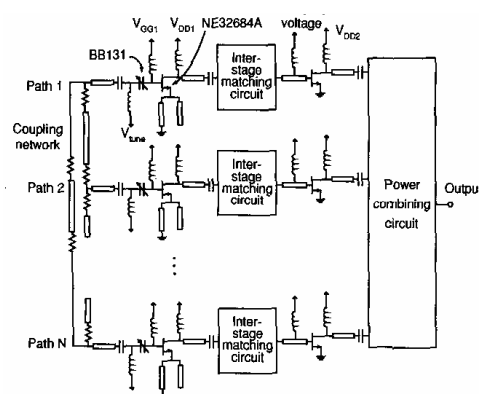 V_GG1
V_DD1
NE32684A
voltage
BB131
V_DD2
Path 1
Inter-
stage
matching
circuit
V_tune
Coupling
network
Path 2
Inter-
stage
matching
circuit
Power
combining
circuit
Outpu
...
Path N
Inter-
stage
matching
circuit